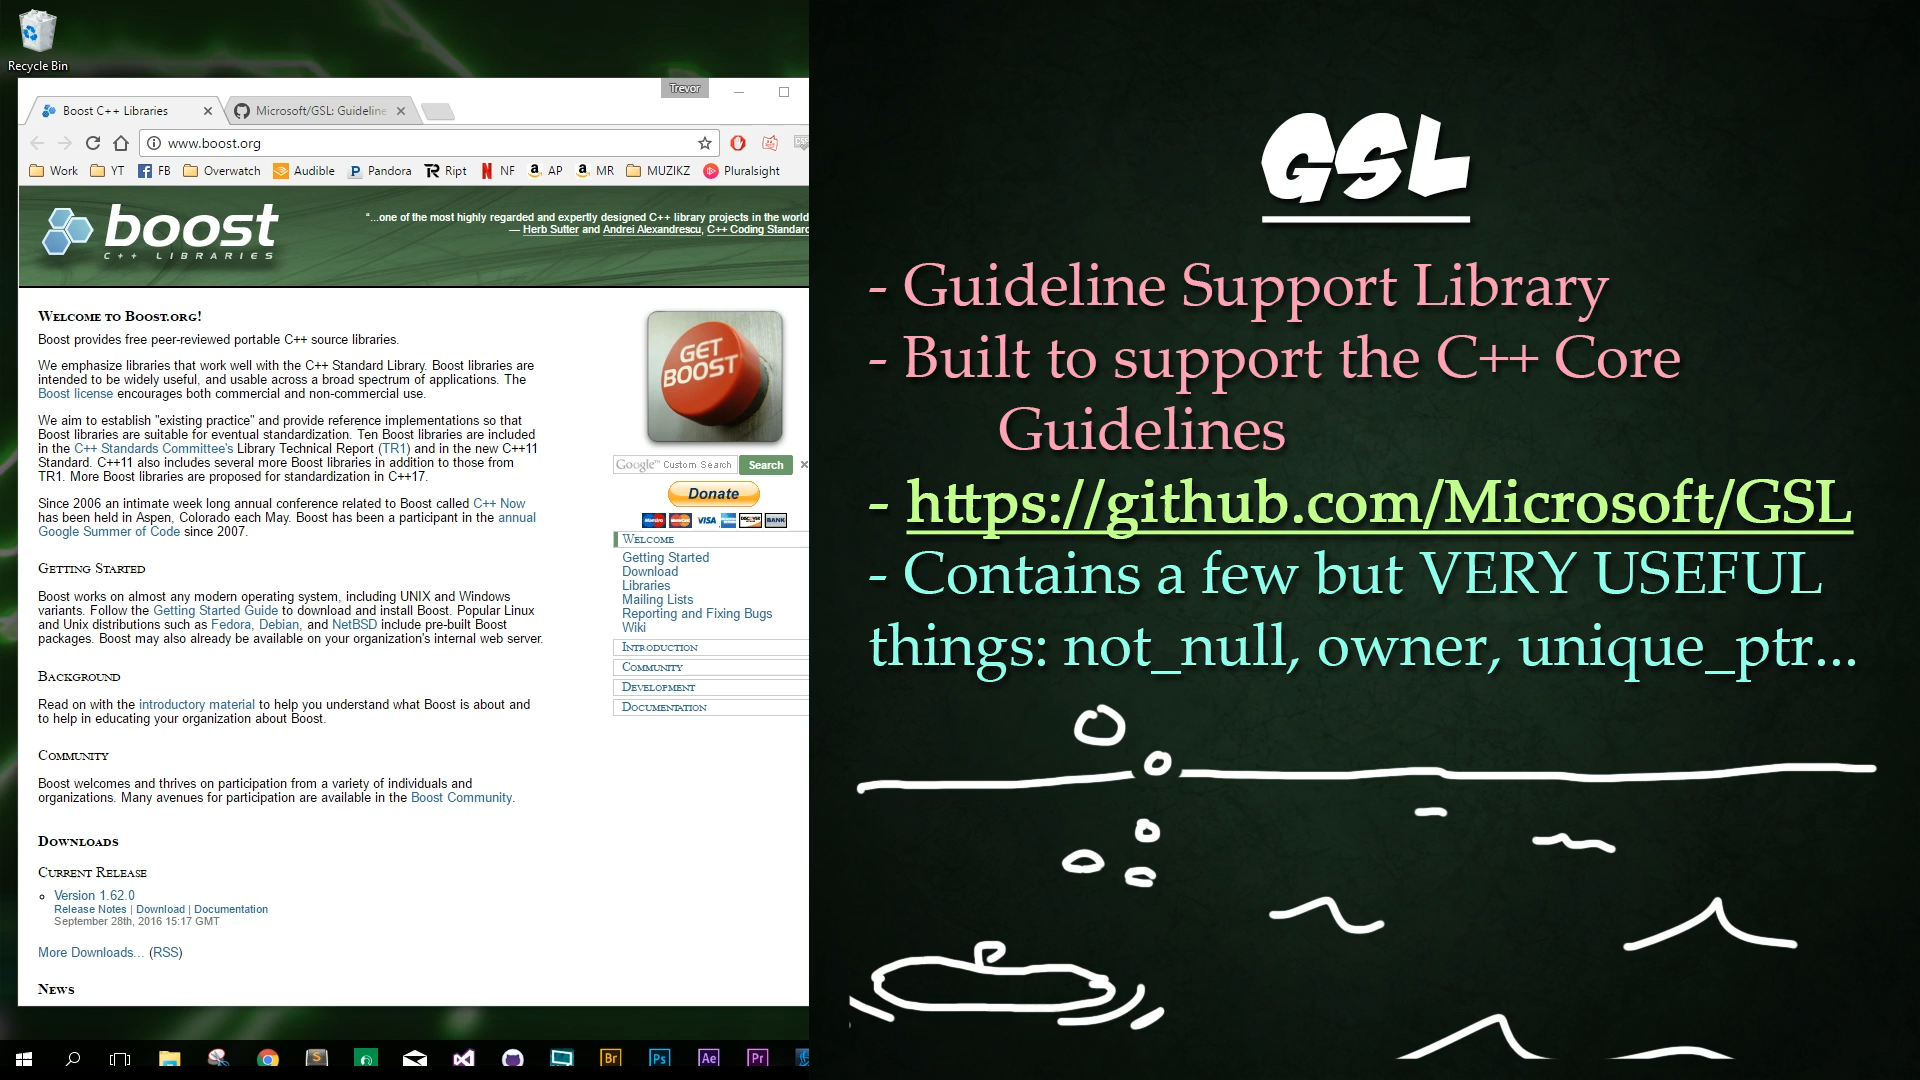 Recycle Bin
Trevor
Boost C++ Libraries
Microsoft/GSL: Guideline
www.boost.org
Work YT FB Overwatch Audible Pandora Ript NF AP MR MUZIKZ Pluralsight
boost
C++ LIBRARIES
“...one of the most highly regarded and expertly designed C++ library projects in the world
— Herb Sutter and Andrei Alexandrescu, C++ Coding Standard
Welcome to Boost.org!
Boost provides free peer-reviewed portable C++ source libraries.
We emphasize libraries that work well with the C++ Standard Library. Boost libraries are
intended to be widely useful, and usable across a broad spectrum of applications. The
Boost license encourages both commercial and non-commercial use.
We aim to establish "existing practice" and provide reference implementations so that
Boost libraries are suitable for eventual standardization. Ten Boost libraries are included
in the C++ Standards Committee's Library Technical Report (TR1) and in the new C++11
Standard. C++11 also includes several more Boost libraries in addition to those from
TR1. More Boost libraries are proposed for standardization in C++17.
Since 2006 an intimate week long annual conference related to Boost called C++ Now
has been held in Aspen, Colorado each May. Boost has been a participant in the annual
Google Summer of Code since 2007.
Getting Started
Boost works on almost any modern operating system, including UNIX and Windows
variants. Follow the Getting Started Guide to download and install Boost. Popular Linux
and Unix distributions such as Fedora, Debian, and NetBSD include pre-built Boost
packages. Boost may also already be available on your organization's internal web server.
Background
Read on with the introductory material to help you understand what Boost is about and
to help in educating your organization about Boost.
Community
Boost welcomes and thrives on participation from a variety of individuals and
organizations. Many avenues for participation are available in the Boost Community.
Downloads
Current Release
Version 1.62.0
Release Notes | Download | Documentation
September 28th, 2016 15:17 GMT
More Downloads... (RSS)
News
GET
BOOST
Google™ Custom Search
Search
Donate
VISA
BANK
Welcome
Getting Started
Download
Libraries
Mailing Lists
Reporting and Fixing Bugs
Wiki
Introduction
Community
Development
Documentation
S Br Ps Ae Pr
GSL
- Guideline Support Library
- Built to support the C++ Core
Guidelines
- https://github.com/Microsoft/GSL
- Contains a few but VERY USEFUL
things: not_null, owner, unique_ptr...